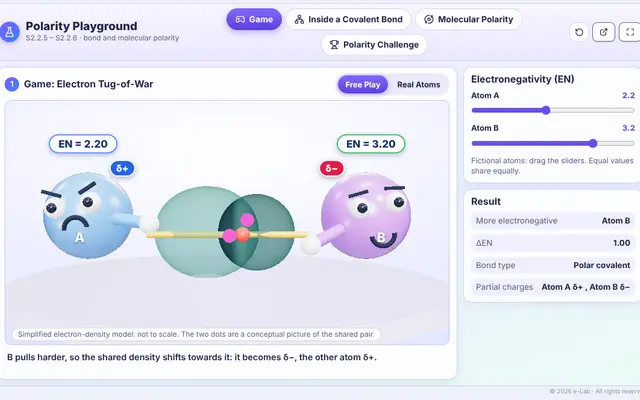 Polarity Playground
S2.2.5 – S2.2.6 · bond and molecular polarity
Game
Inside a Covalent Bond
Molecular Polarity
Polarity Challenge
1 Game: Electron Tug-of-War
Free Play
Real Atoms
EN = 2.20
δ+
A
EN = 3.20
δ−
B
Simplified electron-density model: not to scale. The two dots are a conceptual picture of the shared pair.
B pulls harder, so the shared density shifts towards it: it becomes δ−, the other atom δ+.
Electronegativity (EN)
Atom A 2.2
Atom B 3.2
Fictional atoms: drag the sliders. Equal values
share equally.
Result
More electronegative Atom B
ΔEN 1.00
Bond type Polar covalent
Partial charges Atom A δ+ , Atom B δ−
© 2026 e-Lab · All rights reserv